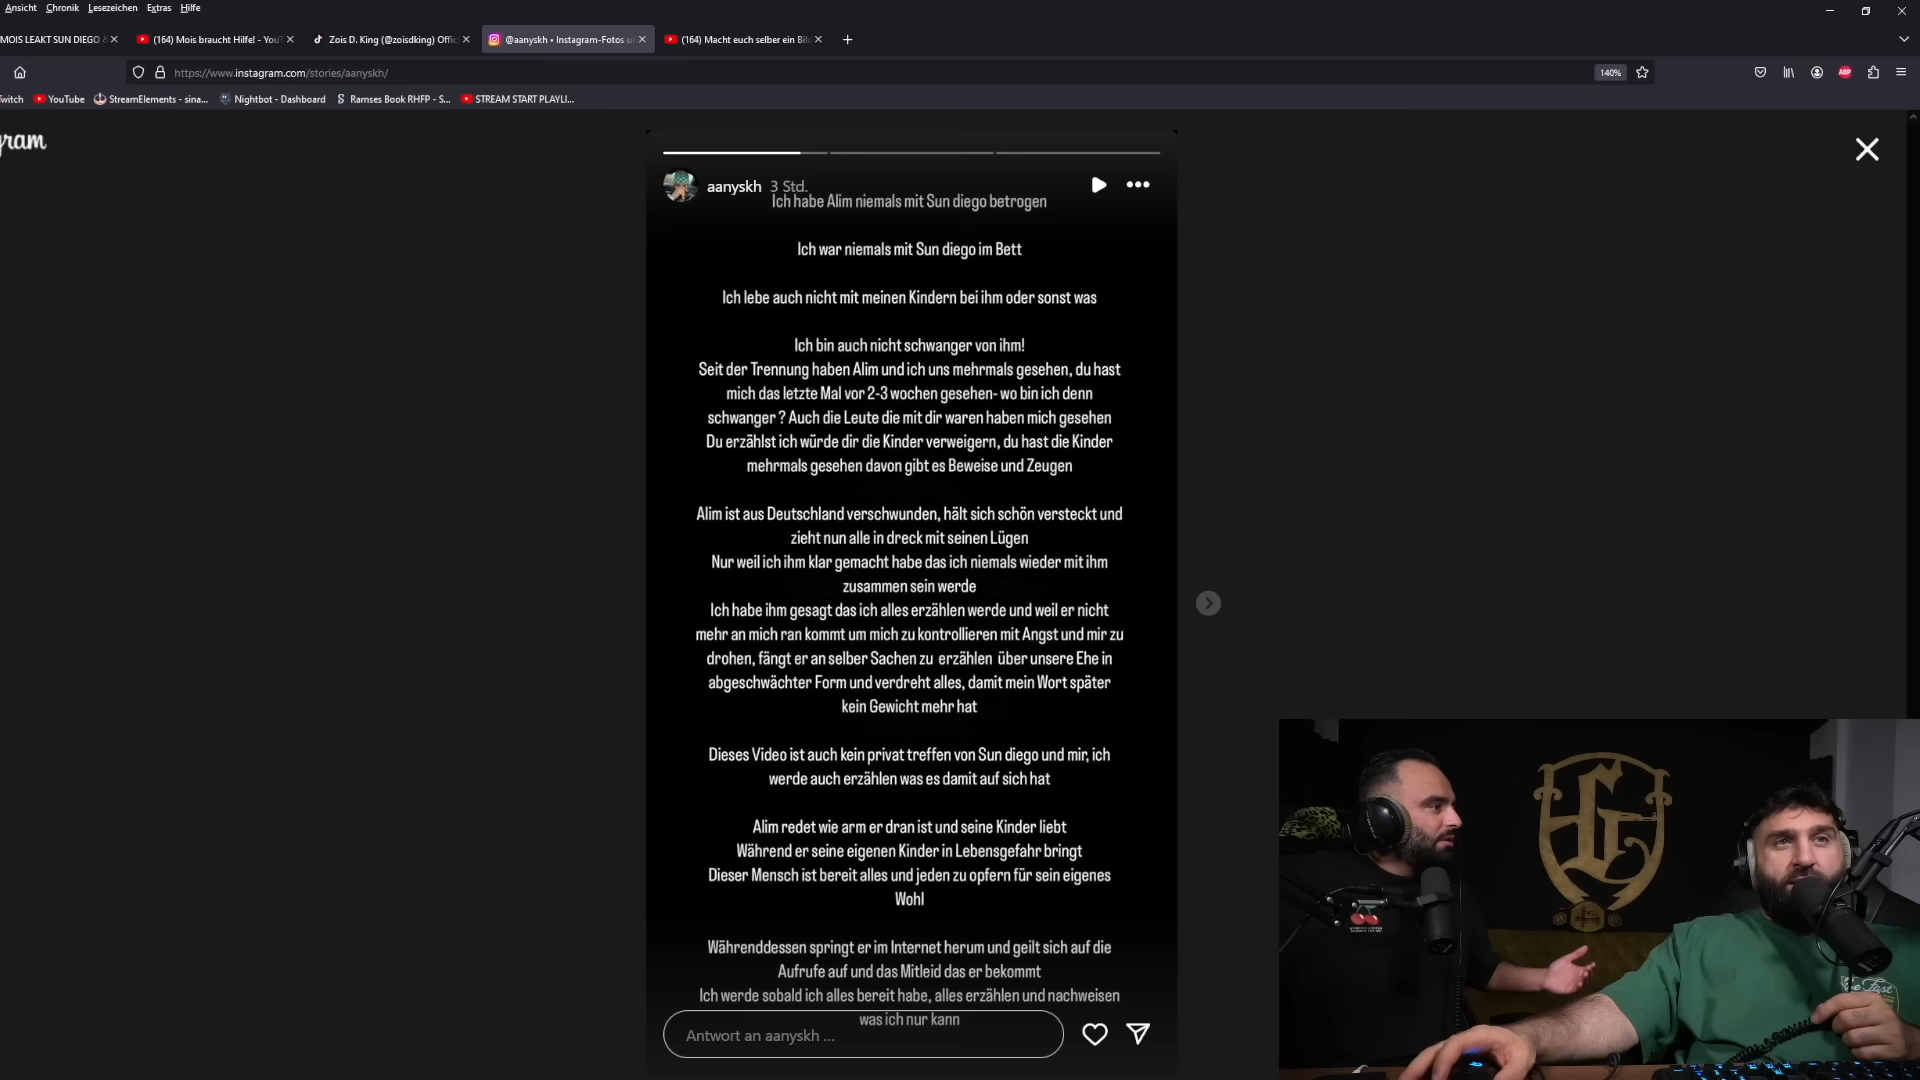 Ansicht Chronik Lesezeichen Extras Hilfe
MOIS LEAKT SUN DIEGO
(164) Mois braucht Hilfe! - You
Zois D. King (@zoisdking) Offi
@aanyskh • Instagram-Fotos u
(164) Macht euch selber ein Bil
https://www.instagram.com/stories/aanyskh/
140%
ABP
witch
YouTube
StreamElements - sina...
Nightbot - Dashboard
Ramses Book RHFP - S...
STREAM START PLAYLI...
gram
aanyskh 3 Std.
Ich habe Alim niemals mit Sun diego betrogen
Ich war niemals mit Sun diego im Bett
Ich lebe auch nicht mit meinen Kindern bei ihm oder sonst was
Ich bin auch nicht schwanger von ihm!
Seit der Trennung haben Alim und ich uns mehrmals gesehen, du hast
mich das letzte Mal vor 2-3 wochen gesehen- wo bin ich denn
schwanger ? Auch die Leute die mit dir waren haben mich gesehen
Du erzählst ich würde dir die Kinder verweigern, du hast die Kinder
mehrmals gesehen davon gibt es Beweise und Zeugen
Alim ist aus Deutschland verschwunden, hält sich schön versteckt und
zieht nun alle in dreck mit seinen Lügen
Nur weil ich ihm klar gemacht habe das ich niemals wieder mit ihm
zusammen sein werde
Ich habe ihm gesagt das ich alles erzählen werde und weil er nicht
mehr an mich ran kommt um mich zu kontrollieren mit Angst und mir zu
drohen, fängt er an selber Sachen zu erzählen über unsere Ehe in
abgeschwächter Form und verdreht alles, damit mein Wort später
kein Gewicht mehr hat
Dieses Video ist auch kein privat treffen von Sun diego und mir, ich
werde auch erzählen was es damit auf sich hat
Alim redet wie arm er dran ist und seine Kinder liebt
Während er seine eigenen Kinder in Lebensgefahr bringt
Dieser Mensch ist bereit alles und jeden zu opfern für sein eigenes
Wohl
Währenddessen springt er im Internet herum und geilt sich auf die
Aufrufe auf und das Mitleid das er bekommt
Ich werde sobald ich alles bereit habe, alles erzählen und nachweisen
was ich nur kann
Antwort an aanyskh ...